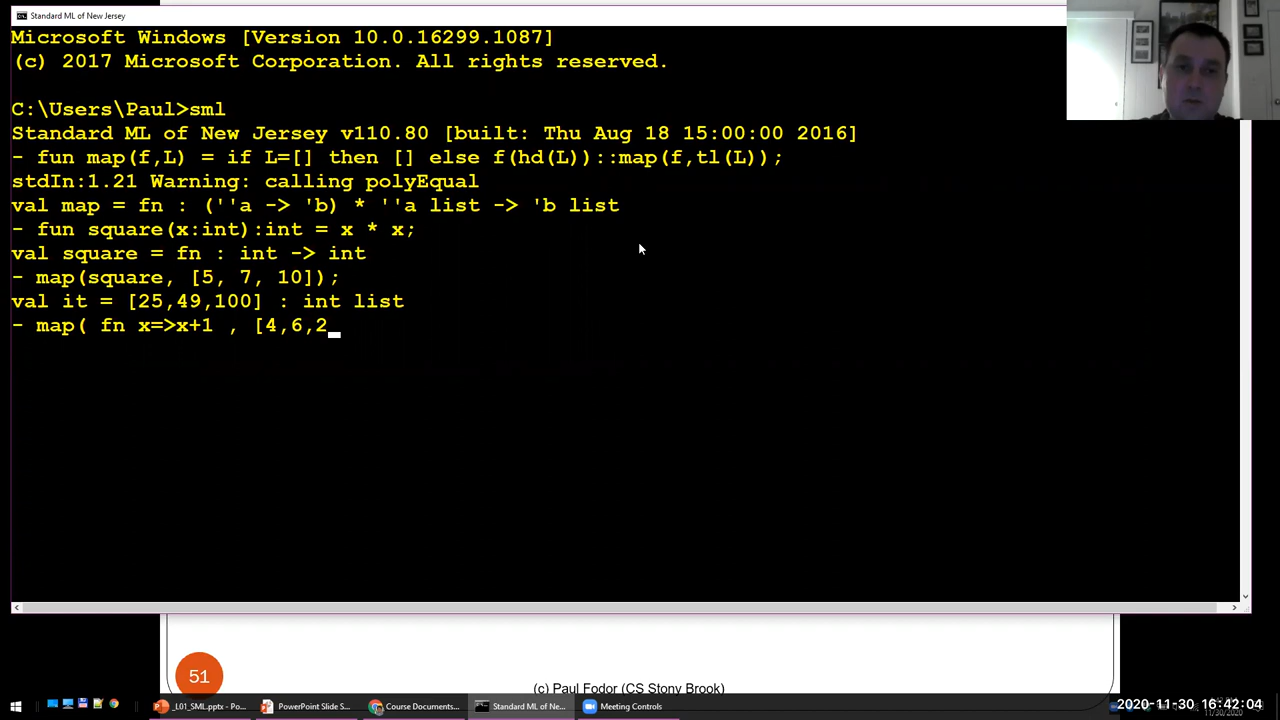 Standard ML of New Jersey
Microsoft Windows [Version 10.0.16299.1087]
(c) 2017 Microsoft Corporation. All rights reserved.
C:\Users\Paul>sml
Standard ML of New Jersey v110.80 [built: Thu Aug 18 15:00:00 2016]
- fun map(f,L) = if L=[] then [] else f(hd(L))::map(f,tl(L));
stdIn:1.21 Warning: calling polyEqual
val map = fn : (''a -> 'b) * ''a list -> 'b list
- fun square(x:int):int = x * x;
val square = fn : int -> int
- map(square, [5, 7, 10]);
val it = [25,49,100] : int list
- map( fn x=>x+1 , [4,6,2
51
(c) Paul Fodor (CS Stony Brook)
_L01_SML.pptx - Po...
PowerPoint Slide S...
Course Documents...
Standard ML of Ne...
Meeting Controls
2020-11-30 16:42:04